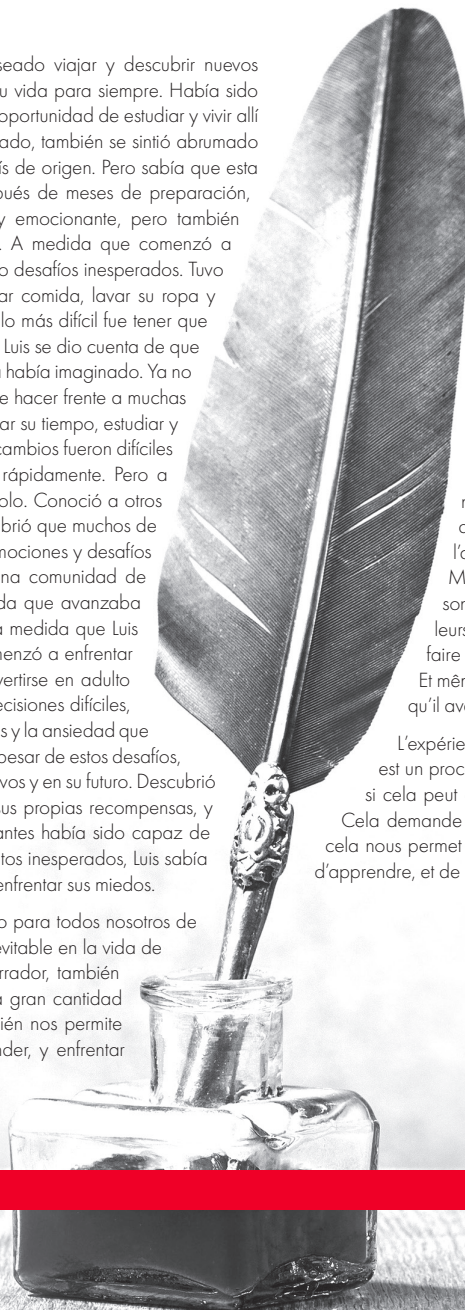 seado viajar y descubrir nuevos
u vida para siempre. Había sido
oportunidad de estudiar y vivir allí
ado, también se sintió abrumado
ís de origen. Pero sabía que esta
pués de meses de preparación,
y emocionante, pero también
. A medida que comenzó a
o desafíos inesperados. Tuvo
ar comida, lavar su ropa y
lo más difícil fue tener que
Luis se dio cuenta de que
había imaginado. Ya no
e hacer frente a muchas
ar su tiempo, estudiar y
cambios fueron difíciles
rápidamente. Pero a
olo. Conoció a otros
brió que muchos de
mociones y desafíos
na comunidad de
da que avanzaba
a medida que Luis
menzó a enfrentar
vertirse en adulto
ecisiones difíciles,
s y la ansiedad que
pesar de estos desafíos,
vos y en su futuro. Descubrió
sus propias recompensas, y
antes había sido capaz de
tos inesperados, Luis sabía
enfrentar sus miedos.
o para todos nosotros de
evitable en la vida de
rrador, también
a gran cantidad
ién nos permite
nder, y enfrentar
M
son
leurs
faire
Et mêm
qu'il ave
L'expérie
est un proc
si cela peut
Cela demande
cela nous permet
d'apprendre, et de